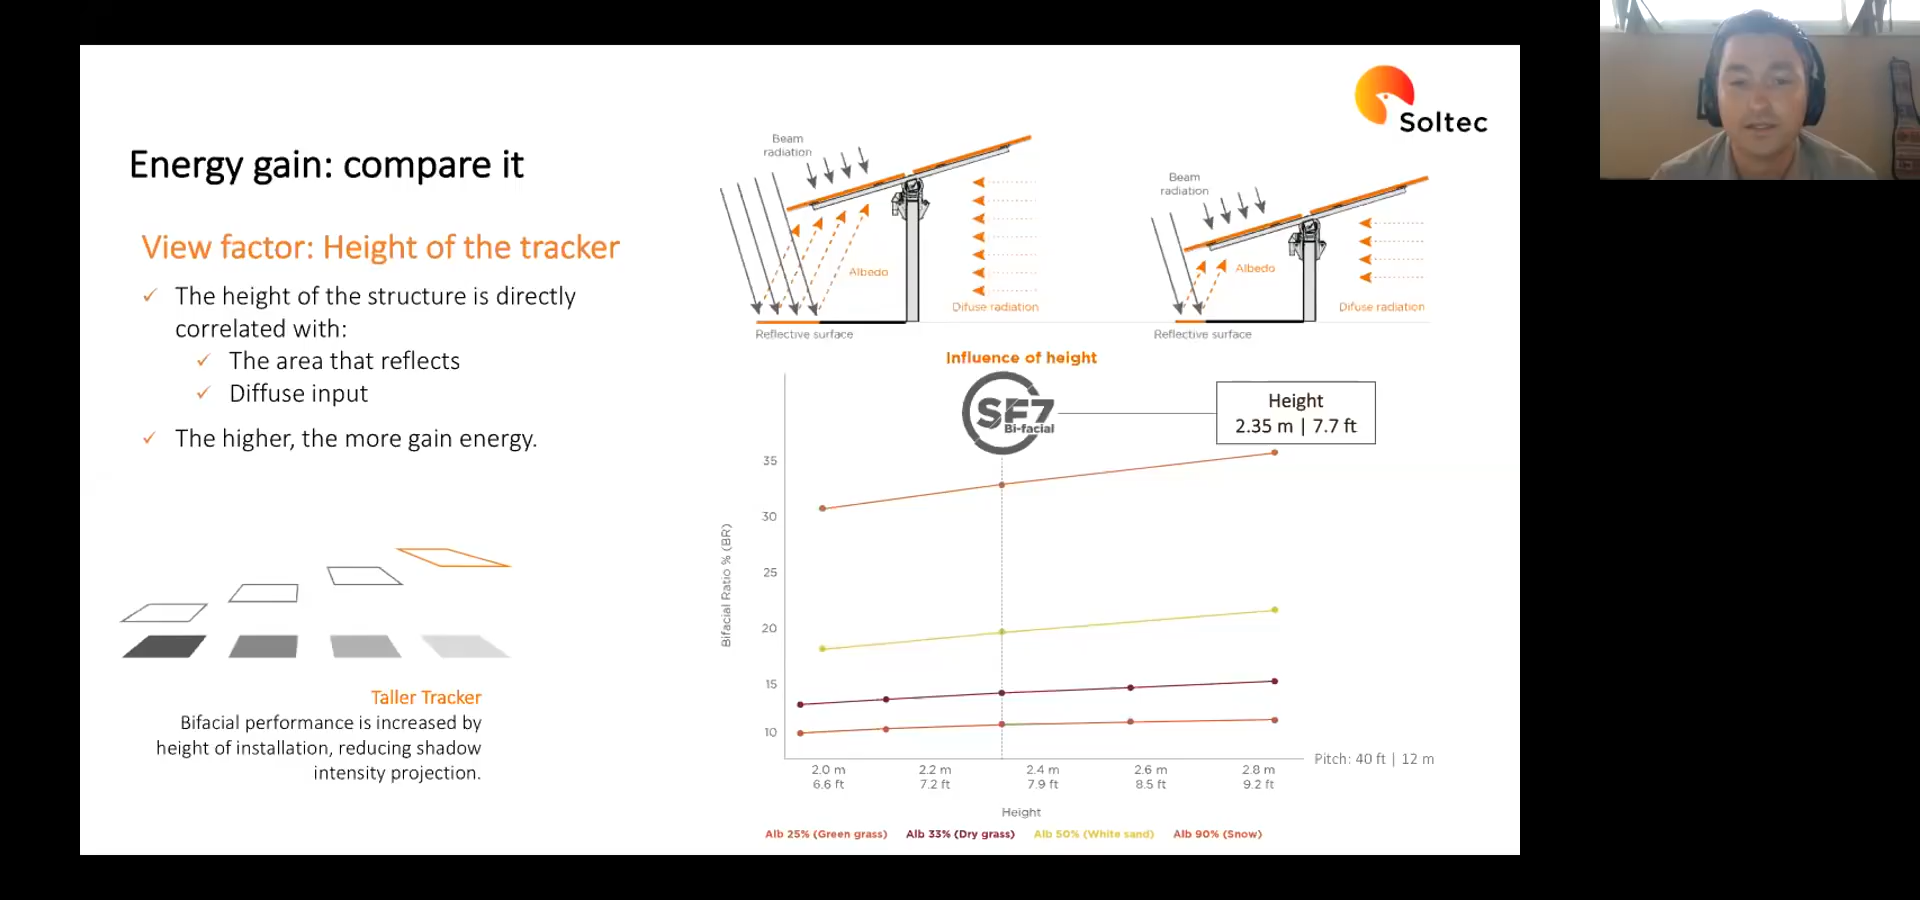 Soltec
Energy gain: compare it
View factor: Height of the tracker
✓ The height of the structure is directly
correlated with:
✓ The area that reflects
✓ Diffuse input
✓ The higher, the more gain energy.
Taller Tracker
Bifacial performance is increased by
height of installation, reducing shadow
intensity projection.
Beam
radiation
Albedo
Difuse radiation
Reflective surface
Beam
radiation
Albedo
Difuse radiation
Reflective surface
Influence of height
SF7
Bi-facial
Height
2.35 m | 7.7 ft
Bifacial Ratio % (BR)
35
30
25
20
15
10
2.0 m 2.2 m 2.4 m 2.6 m 2.8 m
6.6 ft 7.2 ft 7.9 ft 8.5 ft 9.2 ft
Pitch: 40 ft | 12 m
Height
Alb 25% (Green grass) Alb 33% (Dry grass) Alb 50% (White sand) Alb 90% (Snow)